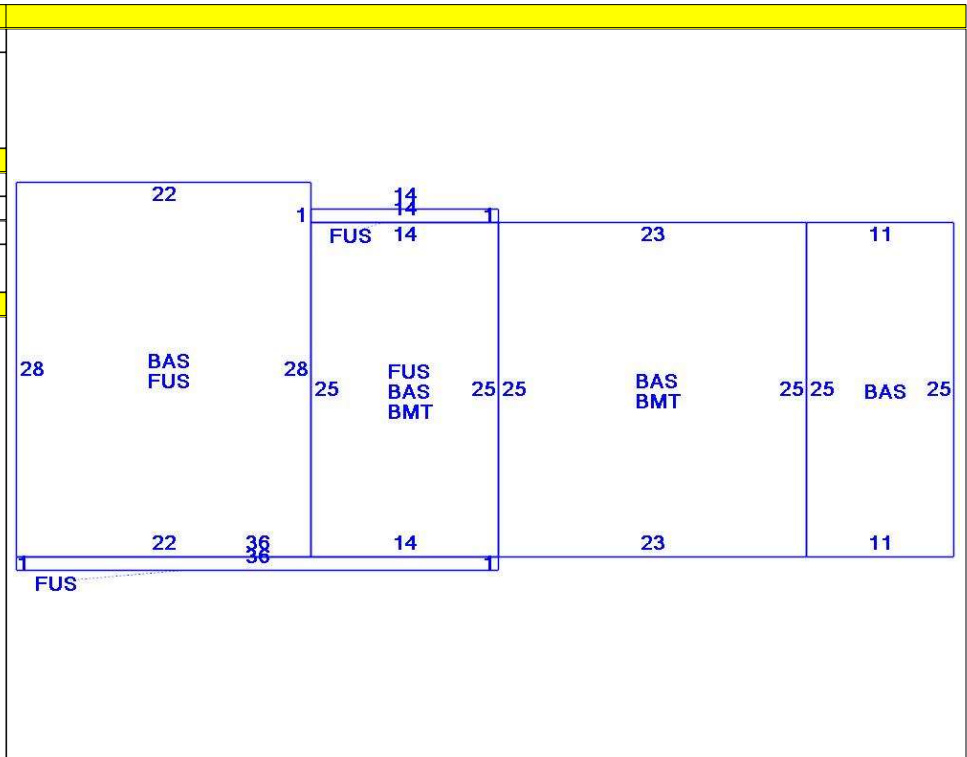 22
14
14
1 1
FUS 14 23 11
28 BAS
FUS 28
25 FUS
BAS
BMT 25
25 BAS
BMT 25
25 BAS 25
22 36 14 23 11
36
1 1
FUS